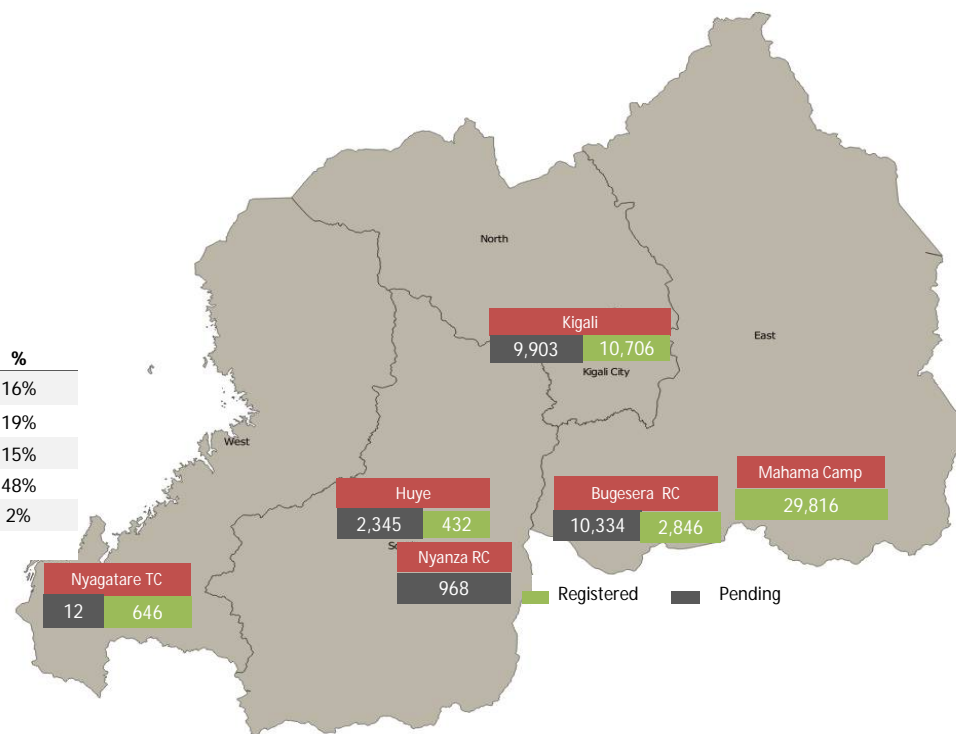 North
Kigali
9,903 10,706
Kigali City
East
%
16%
19%
15%
48%
2%
West
Huye
2,345 432
Bugesera RC
10,334 2,846
Mahama Camp
29,816
Nyanza RC
968
Nyagatare TC
12 646
Registered Pending